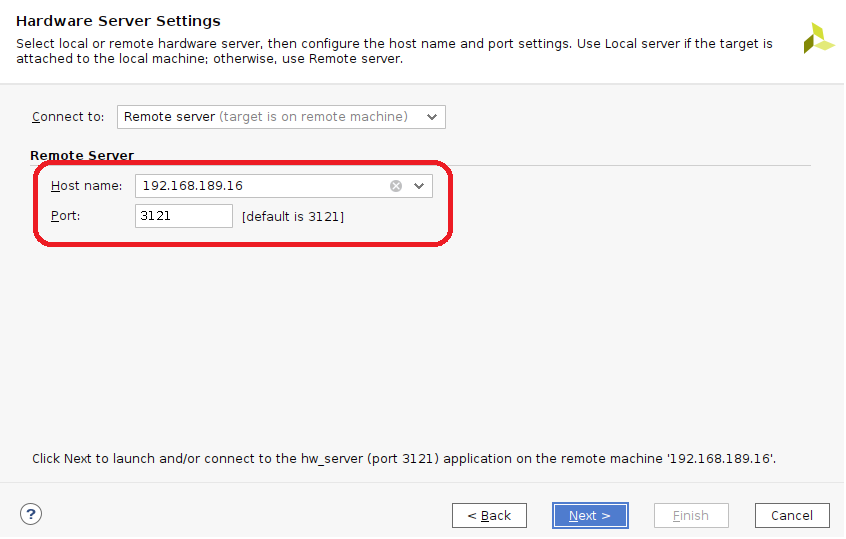 Hardware Server Settings
Select local or remote hardware server, then configure the host name and port settings. Use Local server if the target is
attached to the local machine; otherwise, use Remote server.
Connect to: Remote server (target is on remote machine)
Remote Server
Host name: 192.168.189.16
Port: 3121 [default is 3121]
Click Next to launch and/or connect to the hw_server (port 3121) application on the remote machine '192.168.189.16'.
? < Back Next > Finish Cancel